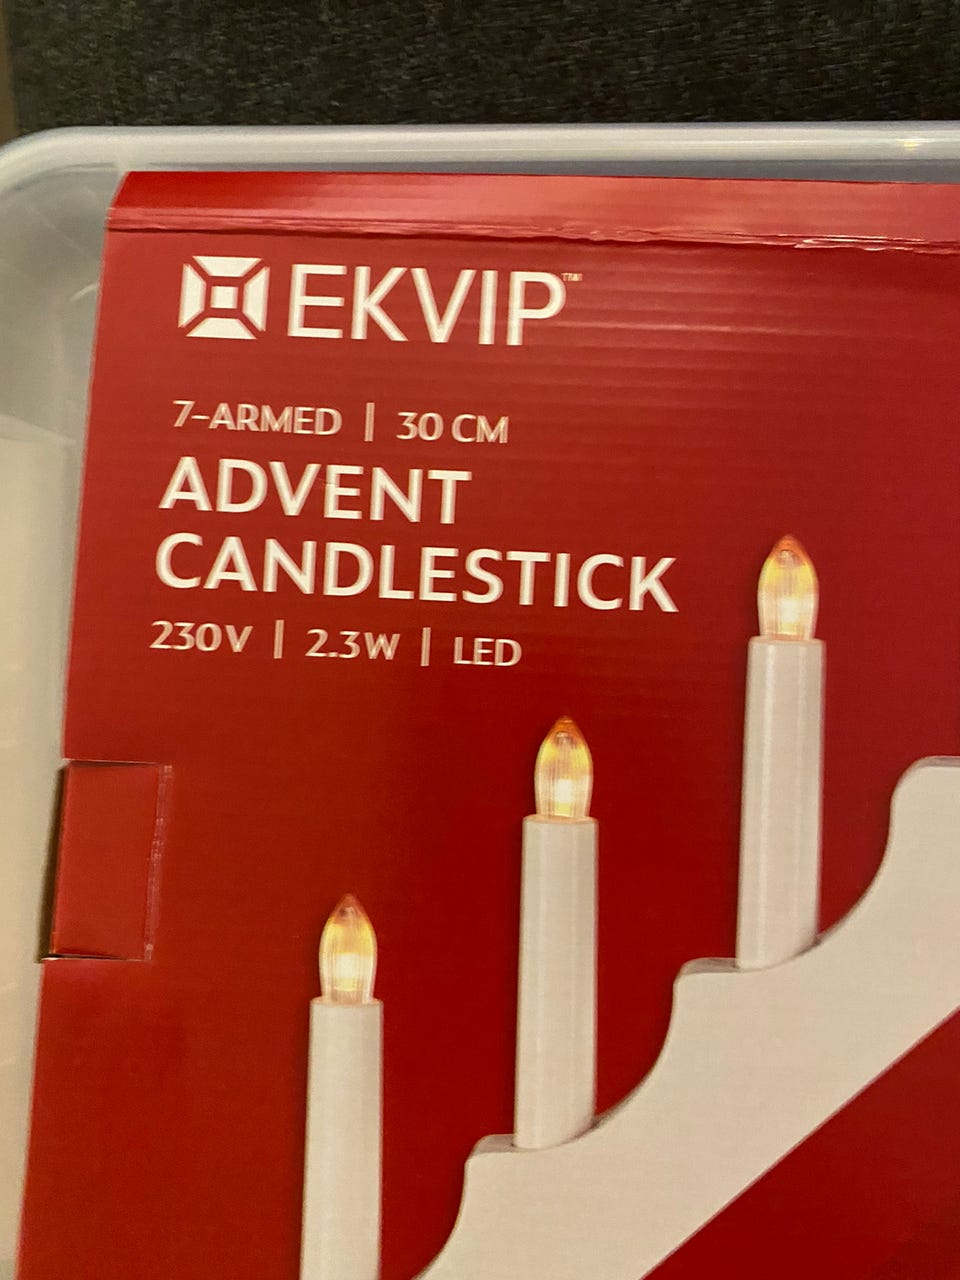 EKVIP™
7-ARMED | 30 CM
ADVENT
CANDLESTICK
230V | 2.3W | LED